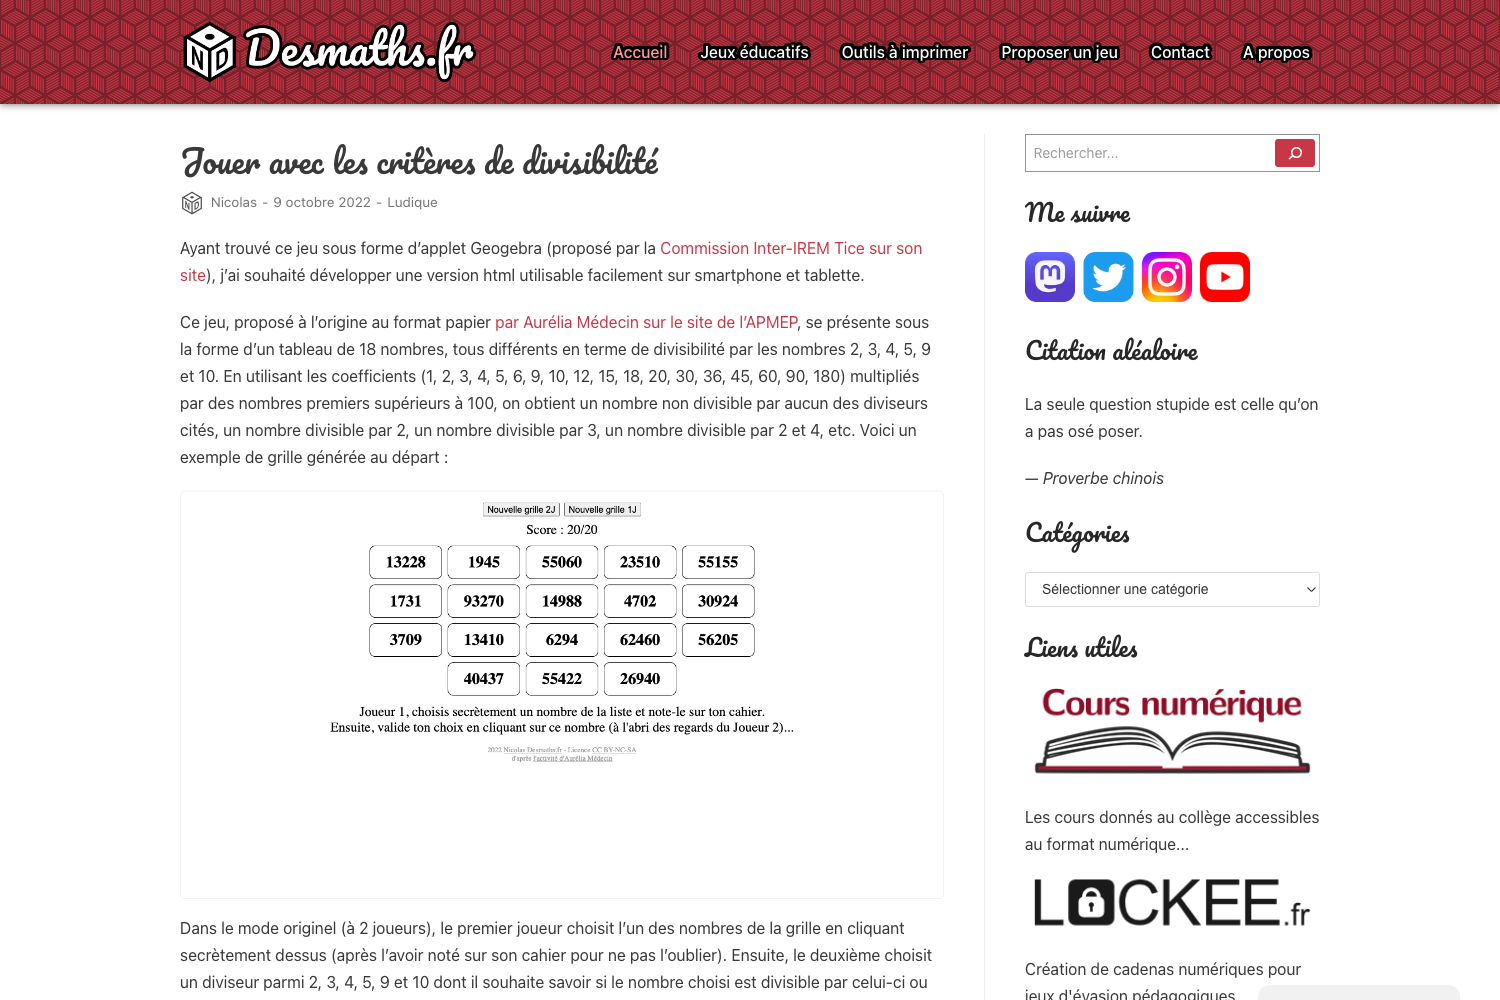 Desmaths.fr
Accueil Jeux éducatifs Outils à imprimer Proposer un jeu Contact A propos
Jouer avec les critères de divisibilité
Nicolas - 9 octobre 2022 - Ludique
Ayant trouvé ce jeu sous forme d’applet Geogebra (proposé par la Commission Inter-IREM Tice sur son
site), j’ai souhaité développer une version html utilisable facilement sur smartphone et tablette.
Ce jeu, proposé à l’origine au format papier par Aurélia Médecin sur le site de l’APMEP, se présente sous
la forme d’un tableau de 18 nombres, tous différents en terme de divisibilité par les nombres 2, 3, 4, 5, 9
et 10. En utilisant les coefficients (1, 2, 3, 4, 5, 6, 9, 10, 12, 15, 18, 20, 30, 36, 45, 60, 90, 180) multipliés
par des nombres premiers supérieurs à 100, on obtient un nombre non divisible par aucun des diviseurs
cités, un nombre divisible par 2, un nombre divisible par 3, un nombre divisible par 2 et 4, etc. Voici un
exemple de grille générée au départ :
Nouvelle grille 2J Nouvelle grille 1J
Score : 20/20
13228 1945 55060 23510 55155
1731 93270 14988 4702 30924
3709 13410 6294 62460 56205
40437 55422 26940
Joueur 1, choisis secrètement un nombre de la liste et note-le sur ton cahier.
Ensuite, valide ton choix en cliquant sur ce nombre (à l'abri des regards du Joueur 2)...
2022 Nicolas Desmaths.fr - Licence CC BY-NC-SA
d'après l'activité d'Aurélia Médecin
Dans le mode originel (à 2 joueurs), le premier joueur choisit l’un des nombres de la grille en cliquant
secrètement dessus (après l’avoir noté sur son cahier pour ne pas l’oublier). Ensuite, le deuxième choisit
un diviseur parmi 2, 3, 4, 5, 9 et 10 dont il souhaite savoir si le nombre choisi est divisible par celui-ci ou
Rechercher...
Me suivre
Citation aléaloire
La seule question stupide est celle qu’on
a pas osé poser.
— Proverbe chinois
Catégories
Sélectionner une catégorie
Liens utiles
Cours numérique
Les cours donnés au collège accessibles
au format numérique...
LOCKEE.fr
Création de cadenas numériques pour
jeux d'évasion pédagogiques